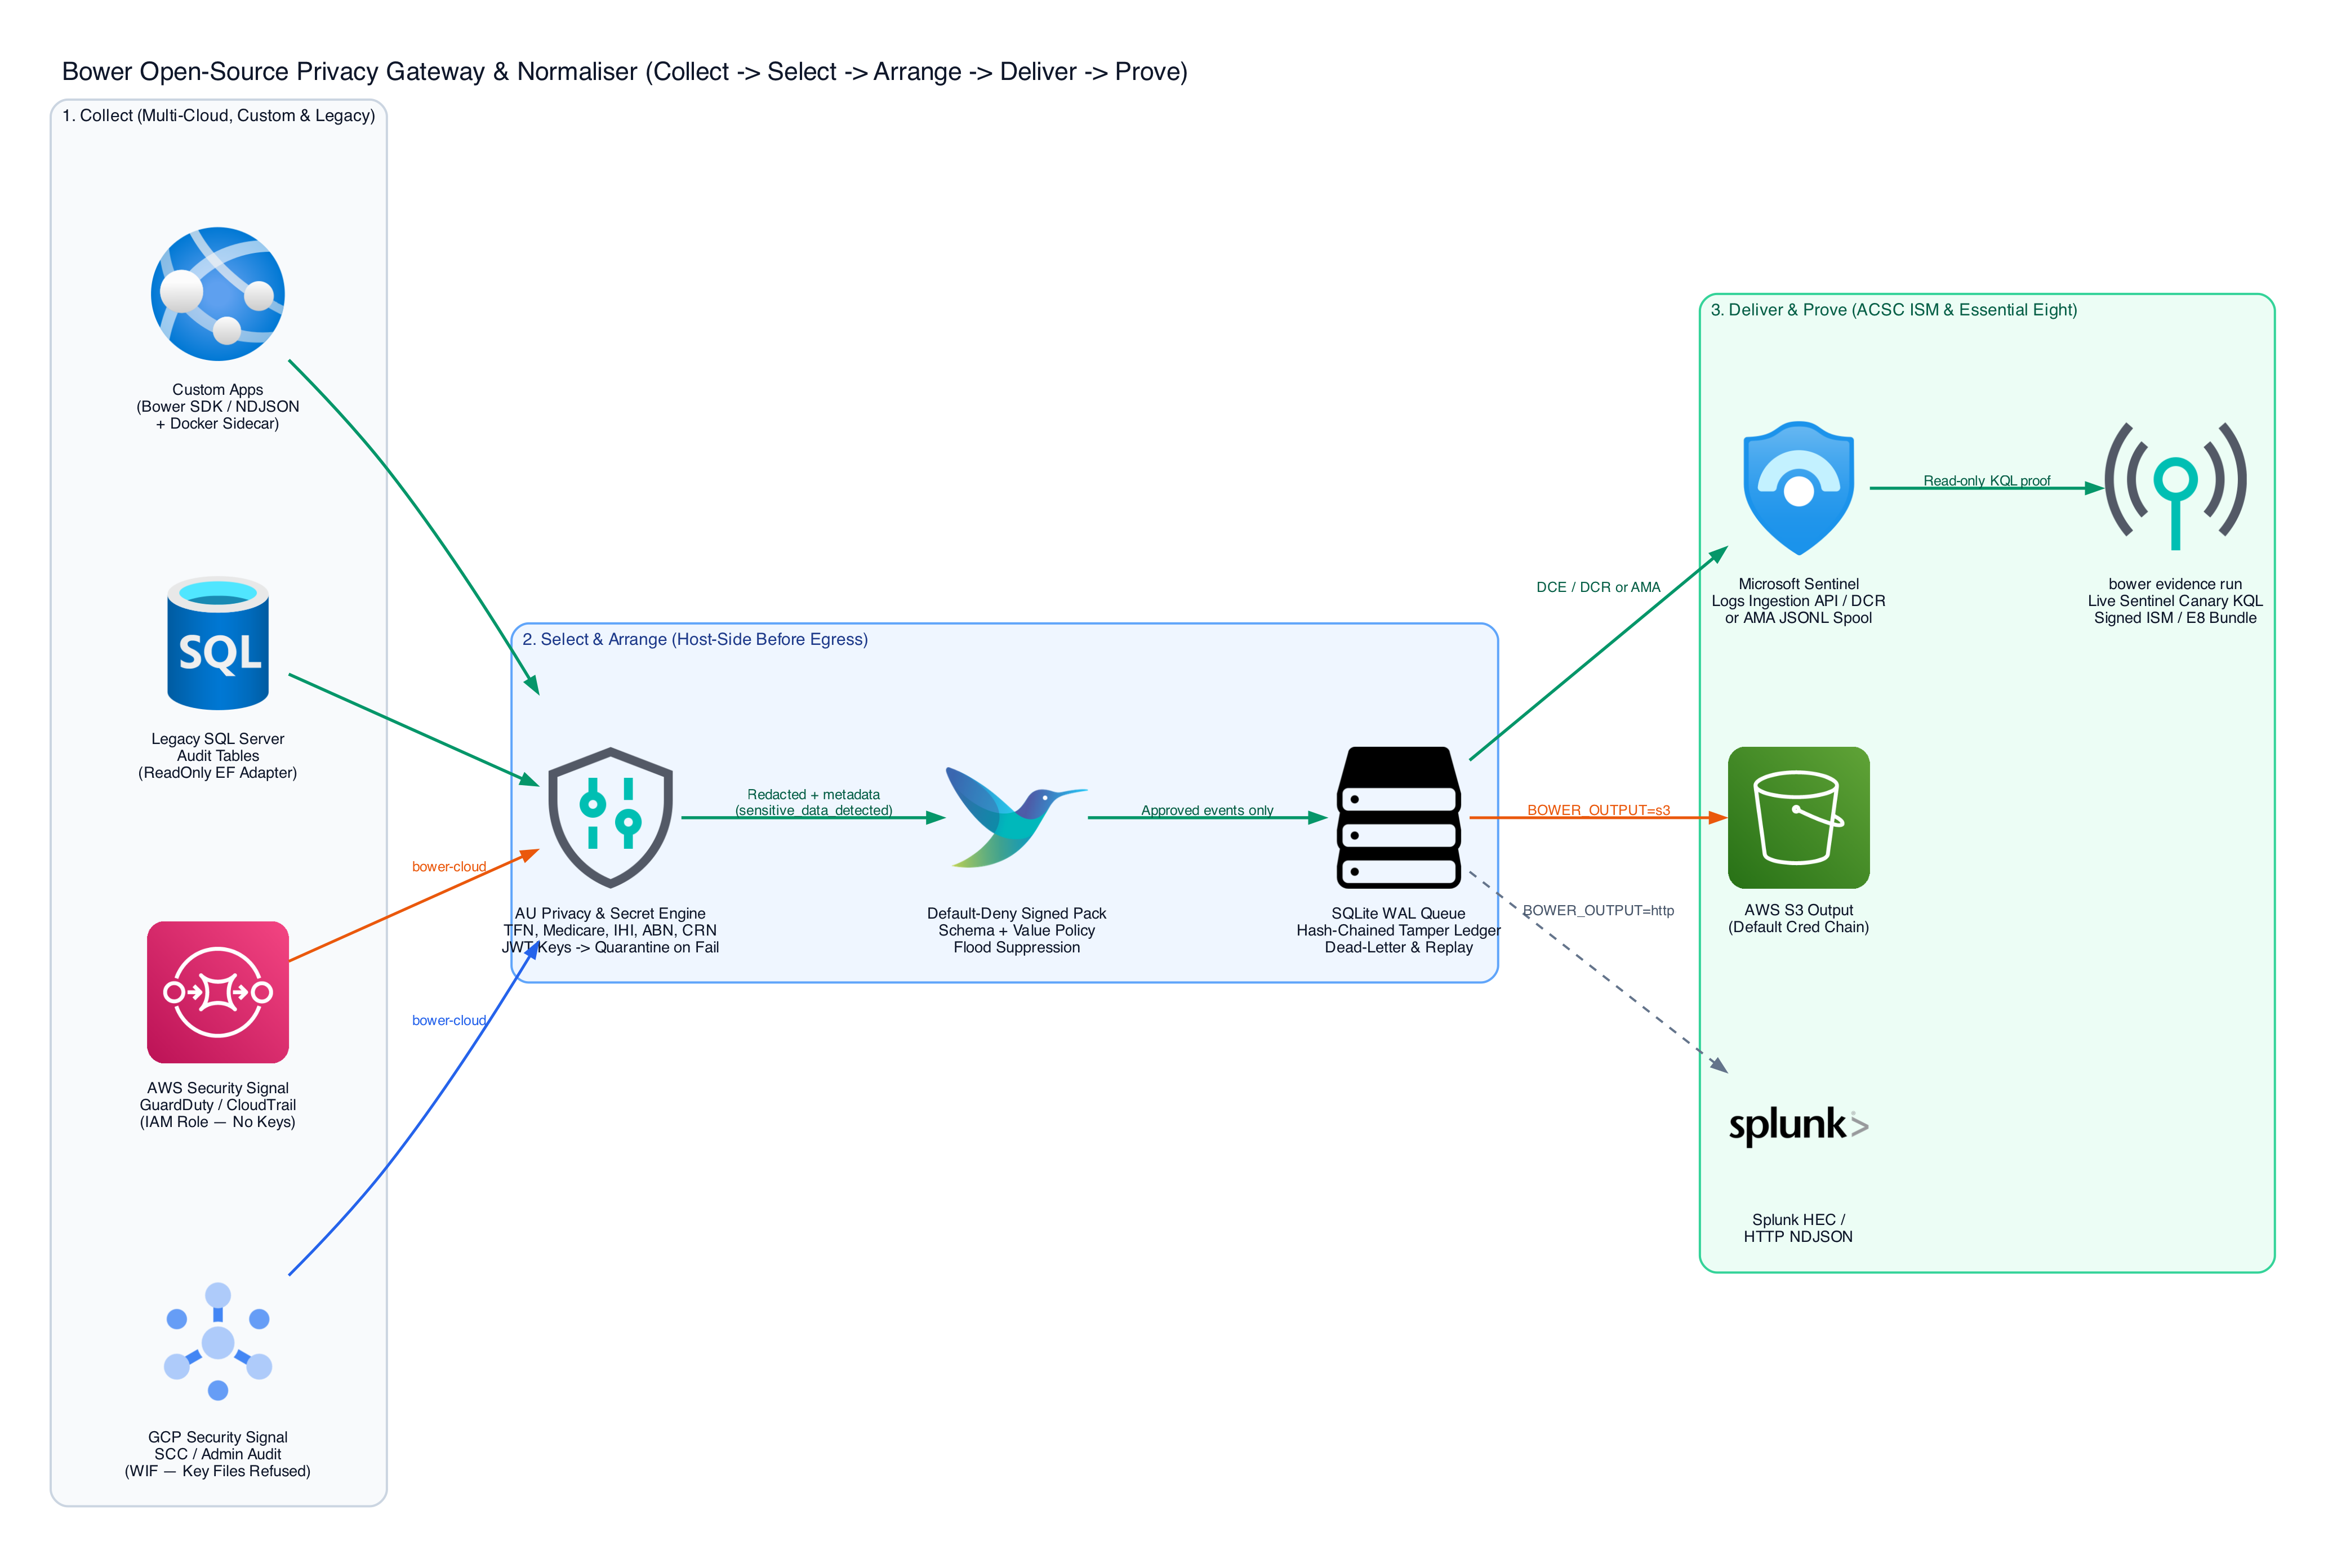 Bower Open-Source Privacy Gateway & Normaliser (Collect -> Select -> Arrange -> Deliver -> Prove)
1. Collect (Multi-Cloud, Custom & Legacy)
Custom Apps
(Bower SDK / NDJSON
+ Docker Sidecar)
SQL
Legacy SQL Server
Audit Tables
(ReadOnly EF Adapter)
AWS Security Signal
GuardDuty / CloudTrail
(IAM Role — No Keys)
GCP Security Signal
SCC / Admin Audit
(WIF — Key Files Refused)
bower-cloud
bower-cloud
2. Select & Arrange (Host-Side Before Egress)
AU Privacy & Secret Engine
TFN, Medicare, IHI, ABN, CRN
JWT Keys -> Quarantine on Fail
Redacted + metadata
(sensitive_data_detected)
Default-Deny Signed Pack
Schema + Value Policy
Flood Suppression
Approved events only
SQLite WAL Queue
Hash-Chained Tamper Ledger
Dead-Letter & Replay
DCE / DCR or AMA
BOWER_OUTPUT=s3
BOWER_OUTPUT=http
3. Deliver & Prove (ACSC ISM & Essential Eight)
Microsoft Sentinel
Logs Ingestion API / DCR
or AMA JSONL Spool
Read-only KQL proof
bower evidence run
Live Sentinel Canary KQL
Signed ISM / E8 Bundle
AWS S3 Output
(Default Cred Chain)
splunk>
Splunk HEC /
HTTP NDJSON